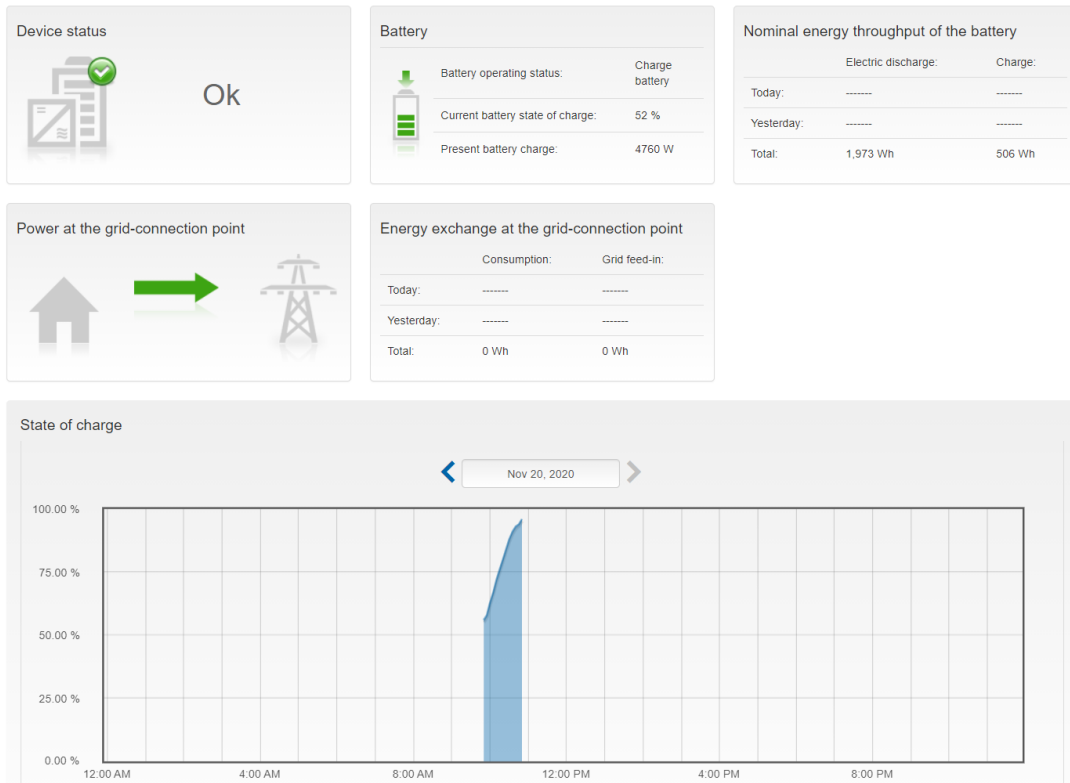 Device status
Ok
Battery
Battery operating status: Charge battery
Current battery state of charge: 52 %
Present battery charge: 4760 W
Nominal energy throughput of the battery
Electric discharge: Charge:
Today: ------- -------
Yesterday: ------- -------
Total: 1,973 Wh 506 Wh
Power at the grid-connection point
Energy exchange at the grid-connection point
Consumption: Grid feed-in:
Today: ------- -------
Yesterday: ------- -------
Total: 0 Wh 0 Wh
State of charge
Nov 20, 2020
100.00 %
75.00 %
50.00 %
25.00 %
0.00 %
12:00 AM 4:00 AM 8:00 AM 12:00 PM 4:00 PM 8:00 PM